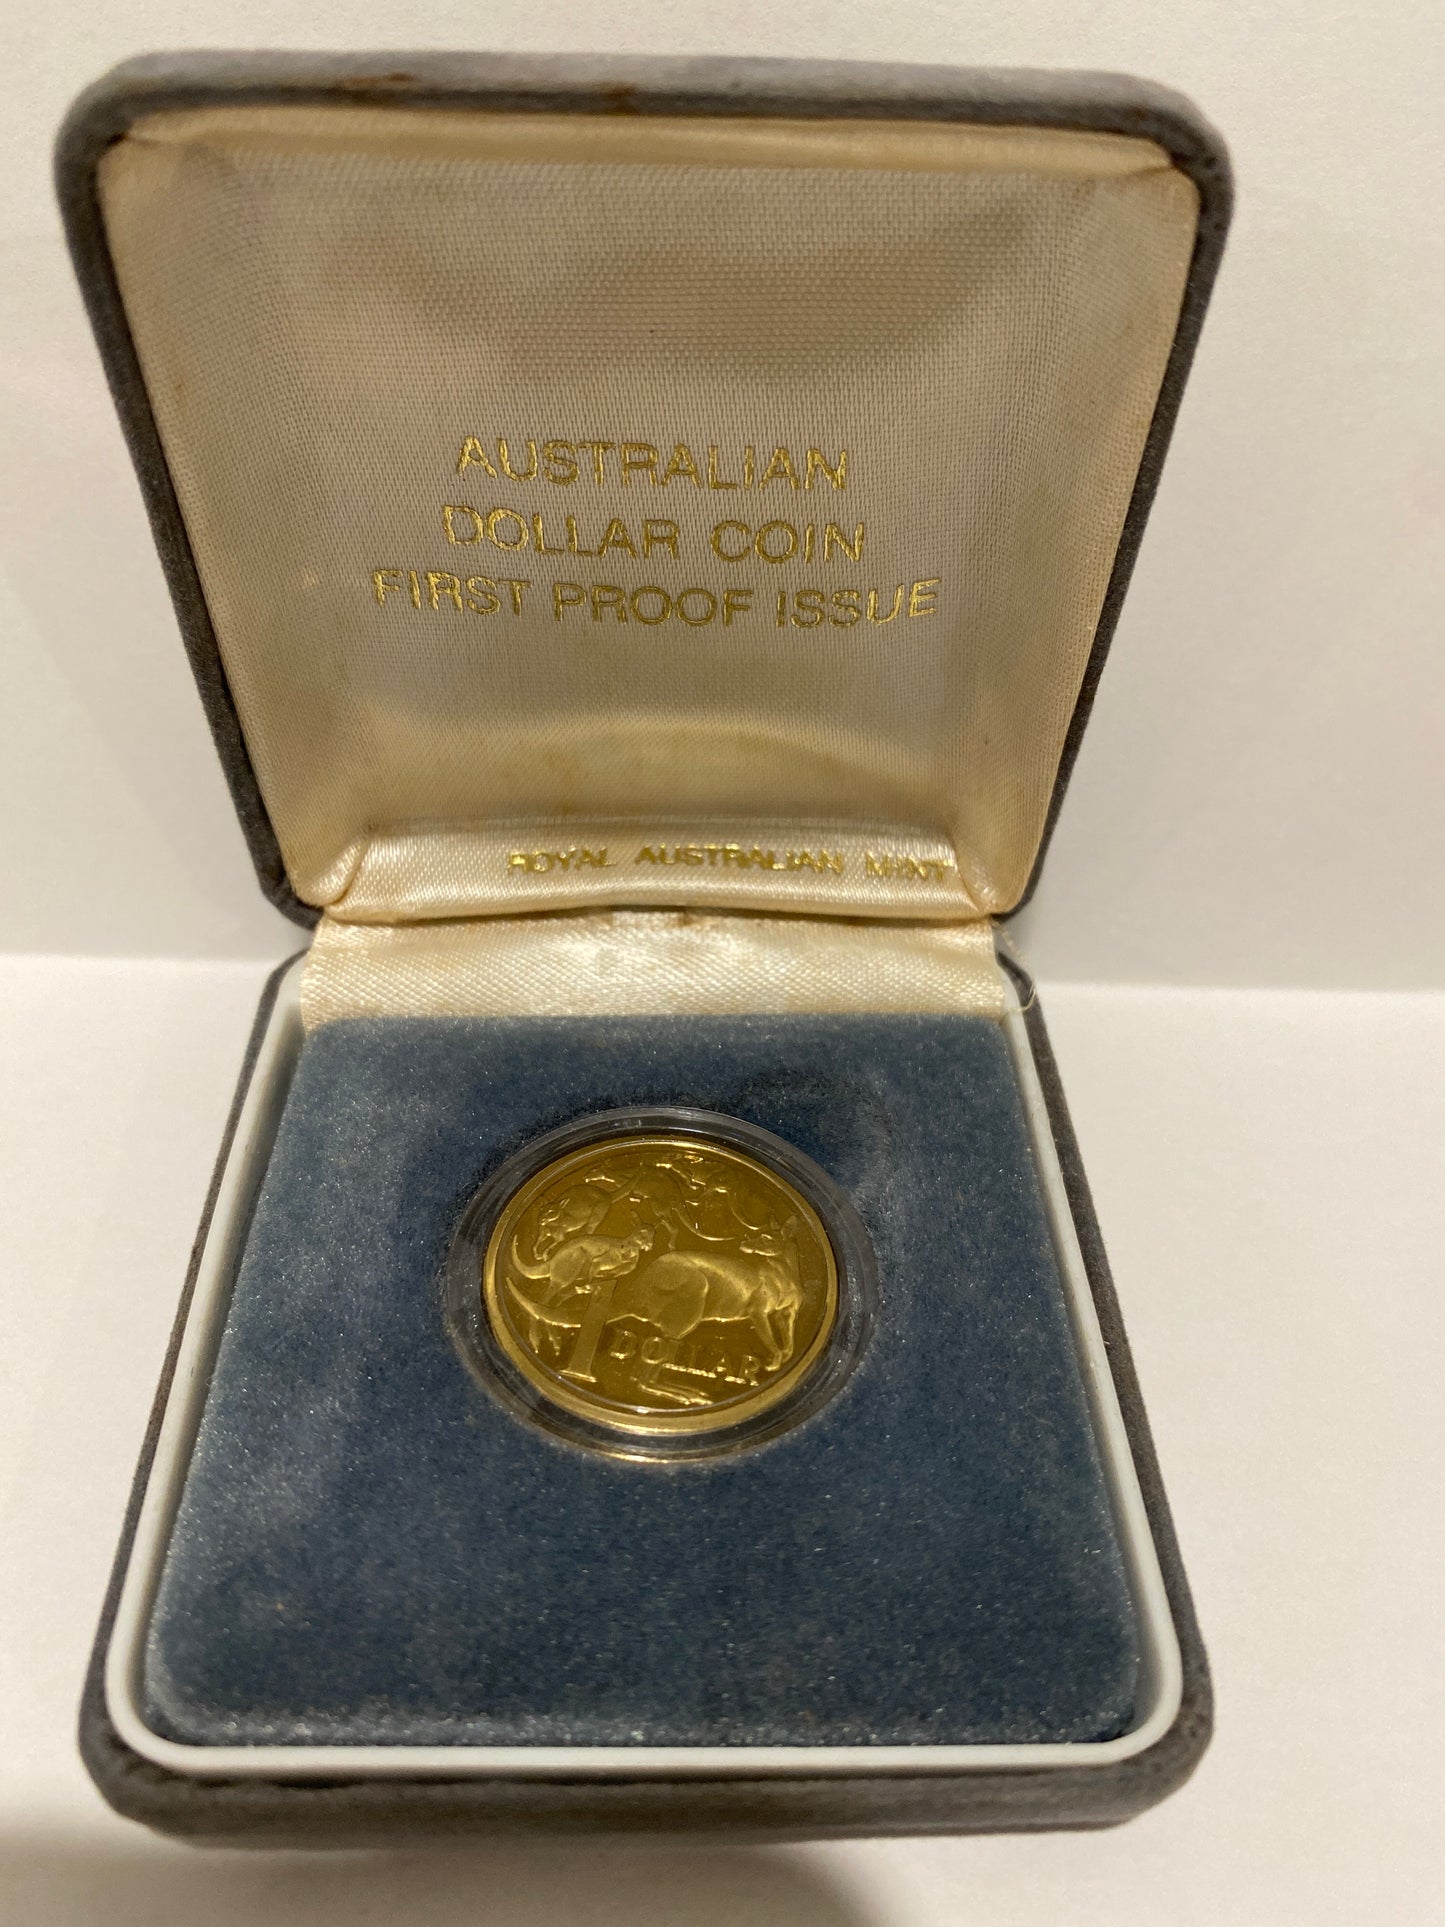 AUSTRALIAN
DOLLAR COIN
FIRST PROOF ISSUE
ROYAL AUSTRALIAN MINT
1 DOLLAR